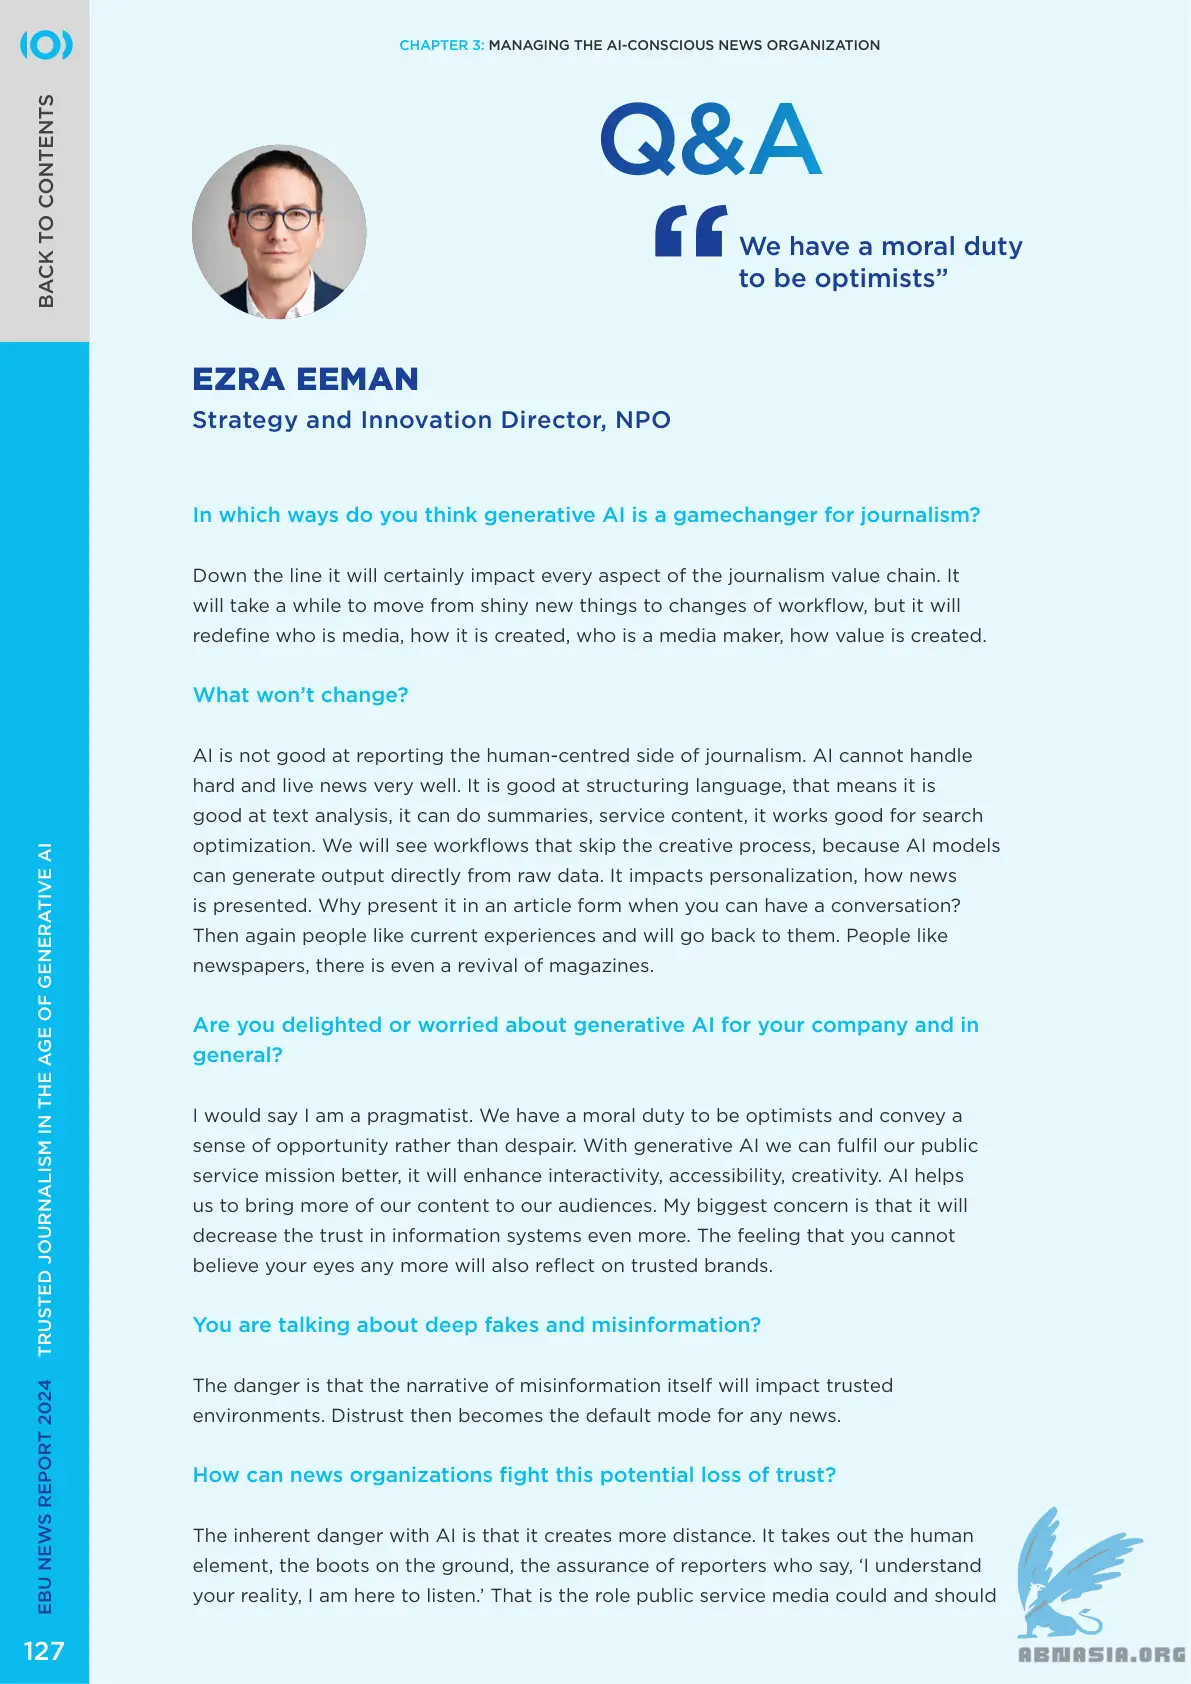 CHAPTER 3: MANAGING THE AI-CONSCIOUS NEWS ORGANIZATION
BACK TO CONTENTS
Q&A
“We have a moral duty
to be optimists”
EZRA EEMAN
Strategy and Innovation Director, NPO
In which ways do you think generative AI is a gamechanger for journalism?
Down the line it will certainly impact every aspect of the journalism value chain. It
will take a while to move from shiny new things to changes of workflow, but it will
redefine who is media, how it is created, who is a media maker, how value is created.
What won’t change?
AI is not good at reporting the human-centred side of journalism. AI cannot handle
hard and live news very well. It is good at structuring language, that means it is
good at text analysis, it can do summaries, service content, it works good for search
optimization. We will see workflows that skip the creative process, because AI models
can generate output directly from raw data. It impacts personalization, how news
is presented. Why present it in an article form when you can have a conversation?
Then again people like current experiences and will go back to them. People like
newspapers, there is even a revival of magazines.
Are you delighted or worried about generative AI for your company and in
general?
I would say I am a pragmatist. We have a moral duty to be optimists and convey a
sense of opportunity rather than despair. With generative AI we can fulfil our public
service mission better, it will enhance interactivity, accessibility, creativity. AI helps
us to bring more of our content to our audiences. My biggest concern is that it will
decrease the trust in information systems even more. The feeling that you cannot
believe your eyes any more will also reflect on trusted brands.
You are talking about deep fakes and misinformation?
The danger is that the narrative of misinformation itself will impact trusted
environments. Distrust then becomes the default mode for any news.
How can news organizations fight this potential loss of trust?
The inherent danger with AI is that it creates more distance. It takes out the human
element, the boots on the ground, the assurance of reporters who say, ‘I understand
your reality, I am here to listen.’ That is the role public service media could and should
EBU NEWS REPORT 2024 TRUSTED JOURNALISM IN THE AGE OF GENERATIVE AI
127
ABNASIA.ORG